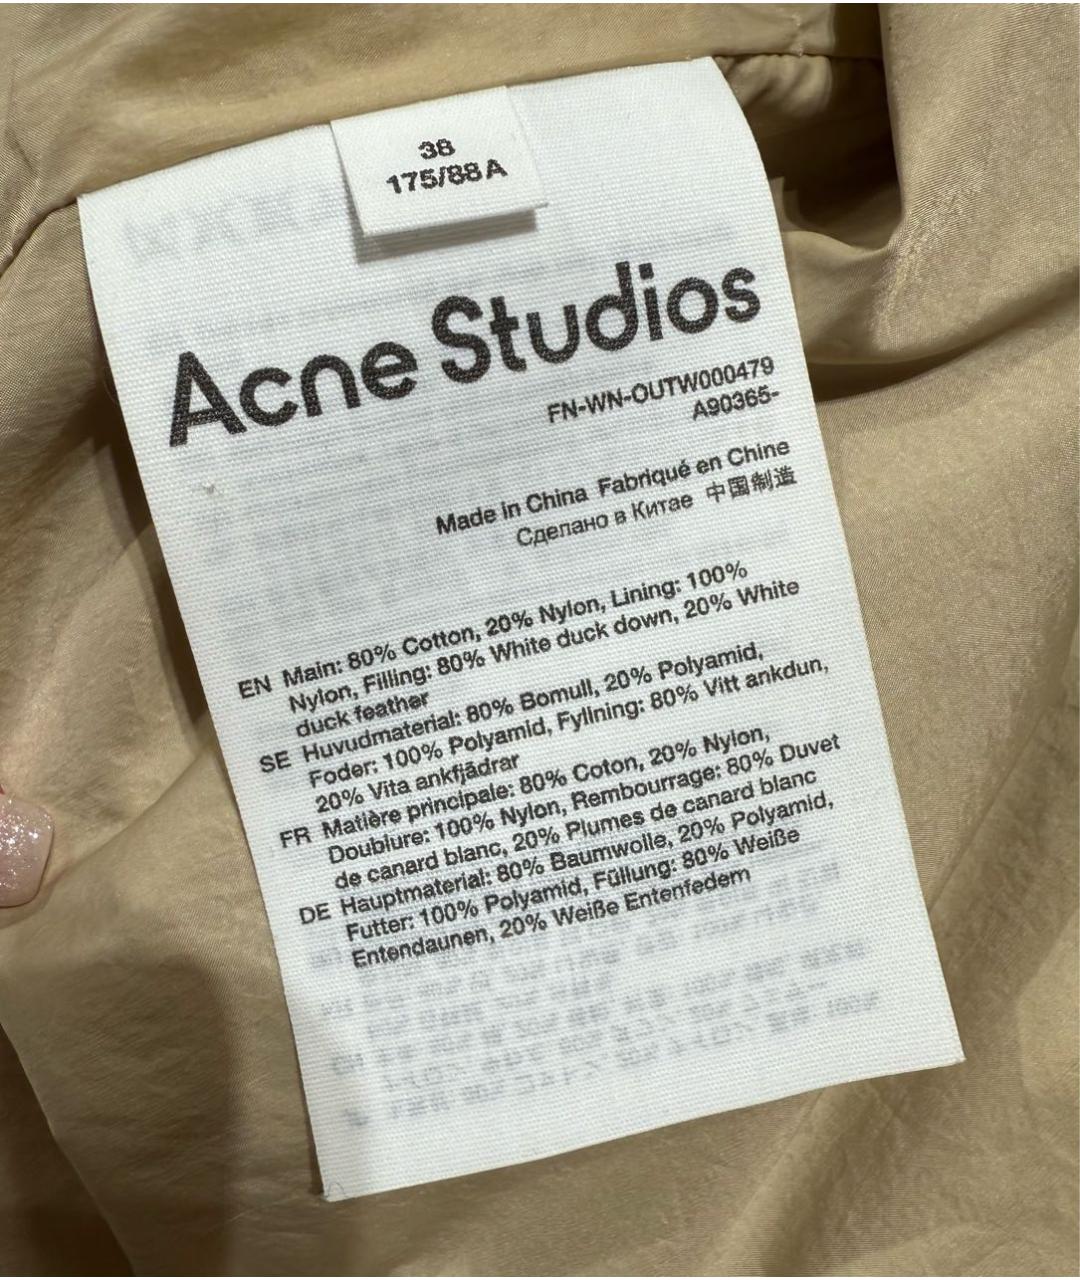 38
175/88A
Acne Studios
FN-WN-OUTW000479
A90365-
Made in China Fabriqué en Chine
Сделано в Китае 中国制造
EN Main: 80% Cotton, 20% Nylon, Lining: 100%
Nylon, Filling: 80% White duck down, 20% White
duck feather
SE Huvudmaterial: 80% Bomull, 20% Polyamid,
Foder: 100% Polyamid, Fyllning: 80% Vitt ankdun,
20% Vita ankfjädrar
FR Matière principale: 80% Coton, 20% Nylon,
Doublure: 100% Nylon, Rembourrage: 80% Duvet
de canard blanc, 20% Plumes de canard blanc
DE Hauptmaterial: 80% Baumwolle, 20% Polyamid,
Futter: 100% Polyamid, Füllung: 80% Weiße
Entendaunen, 20% Weiße Entenfedern